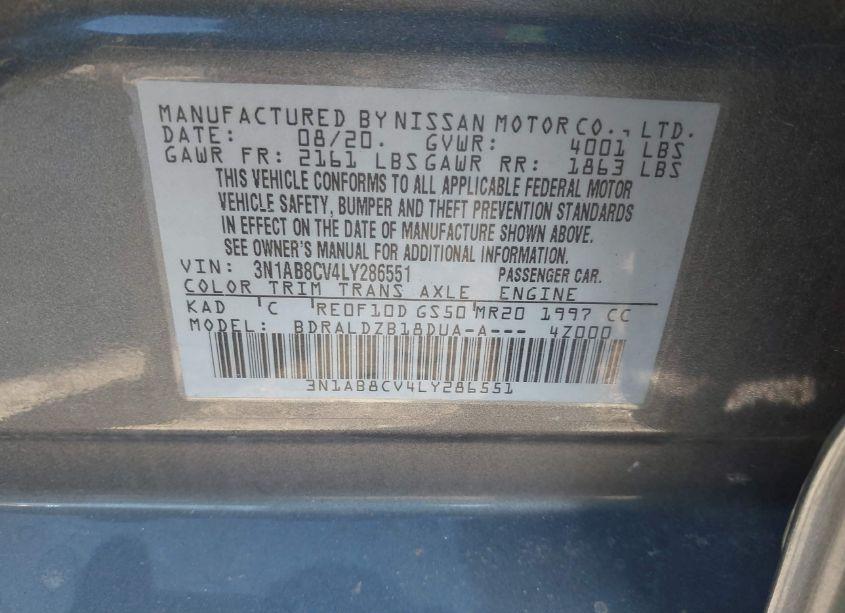 MANUFACTURED BY NISSAN MOTOR CO., LTD.
DATE: 08/20. GVWR: 4001 LBS
GAWR FR: 2161 LBS GAWR RR: 1863 LBS
THIS VEHICLE CONFORMS TO ALL APPLICABLE FEDERAL MOTOR
VEHICLE SAFETY, BUMPER AND THEFT PREVENTION STANDARDS
IN EFFECT ON THE DATE OF MANUFACTURE SHOWN ABOVE.
SEE OWNER'S MANUAL FOR ADDITIONAL INFORMATION.
VIN: 3N1AB8CV4LY286551 PASSENGER CAR.
COLOR TRIM TRANS AXLE ENGINE
KAD 'C RE0F10D GS50 MR20 1997 CC
MODEL: BDRALDZB18DUA-A--- 4Z000
3N1AB8CV4LY286551